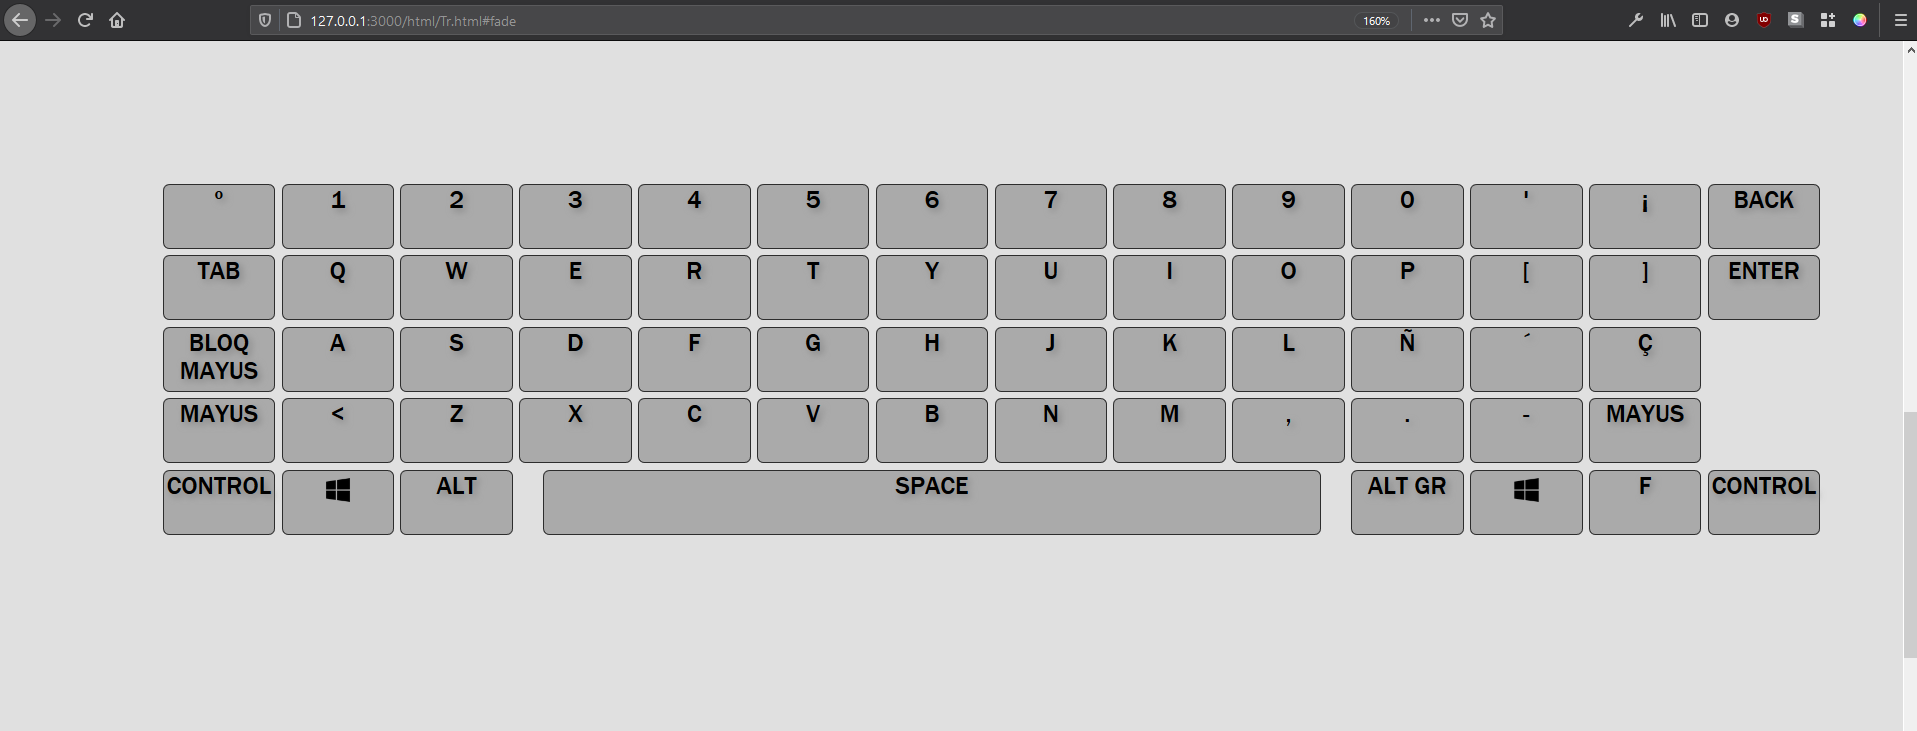 127.0.0.1:3000/html/Tr.html#fade 160%
º 1 2 3 4 5 6 7 8 9 0 ' ¡ BACK
TAB Q W E R T Y U I O P [ ] ENTER
BLOQ MAYUS A S D F G H J K L Ñ ´ Ç
MAYUS < Z X C V B N M , . - MAYUS
CONTROL ALT SPACE ALT GR F CONTROL